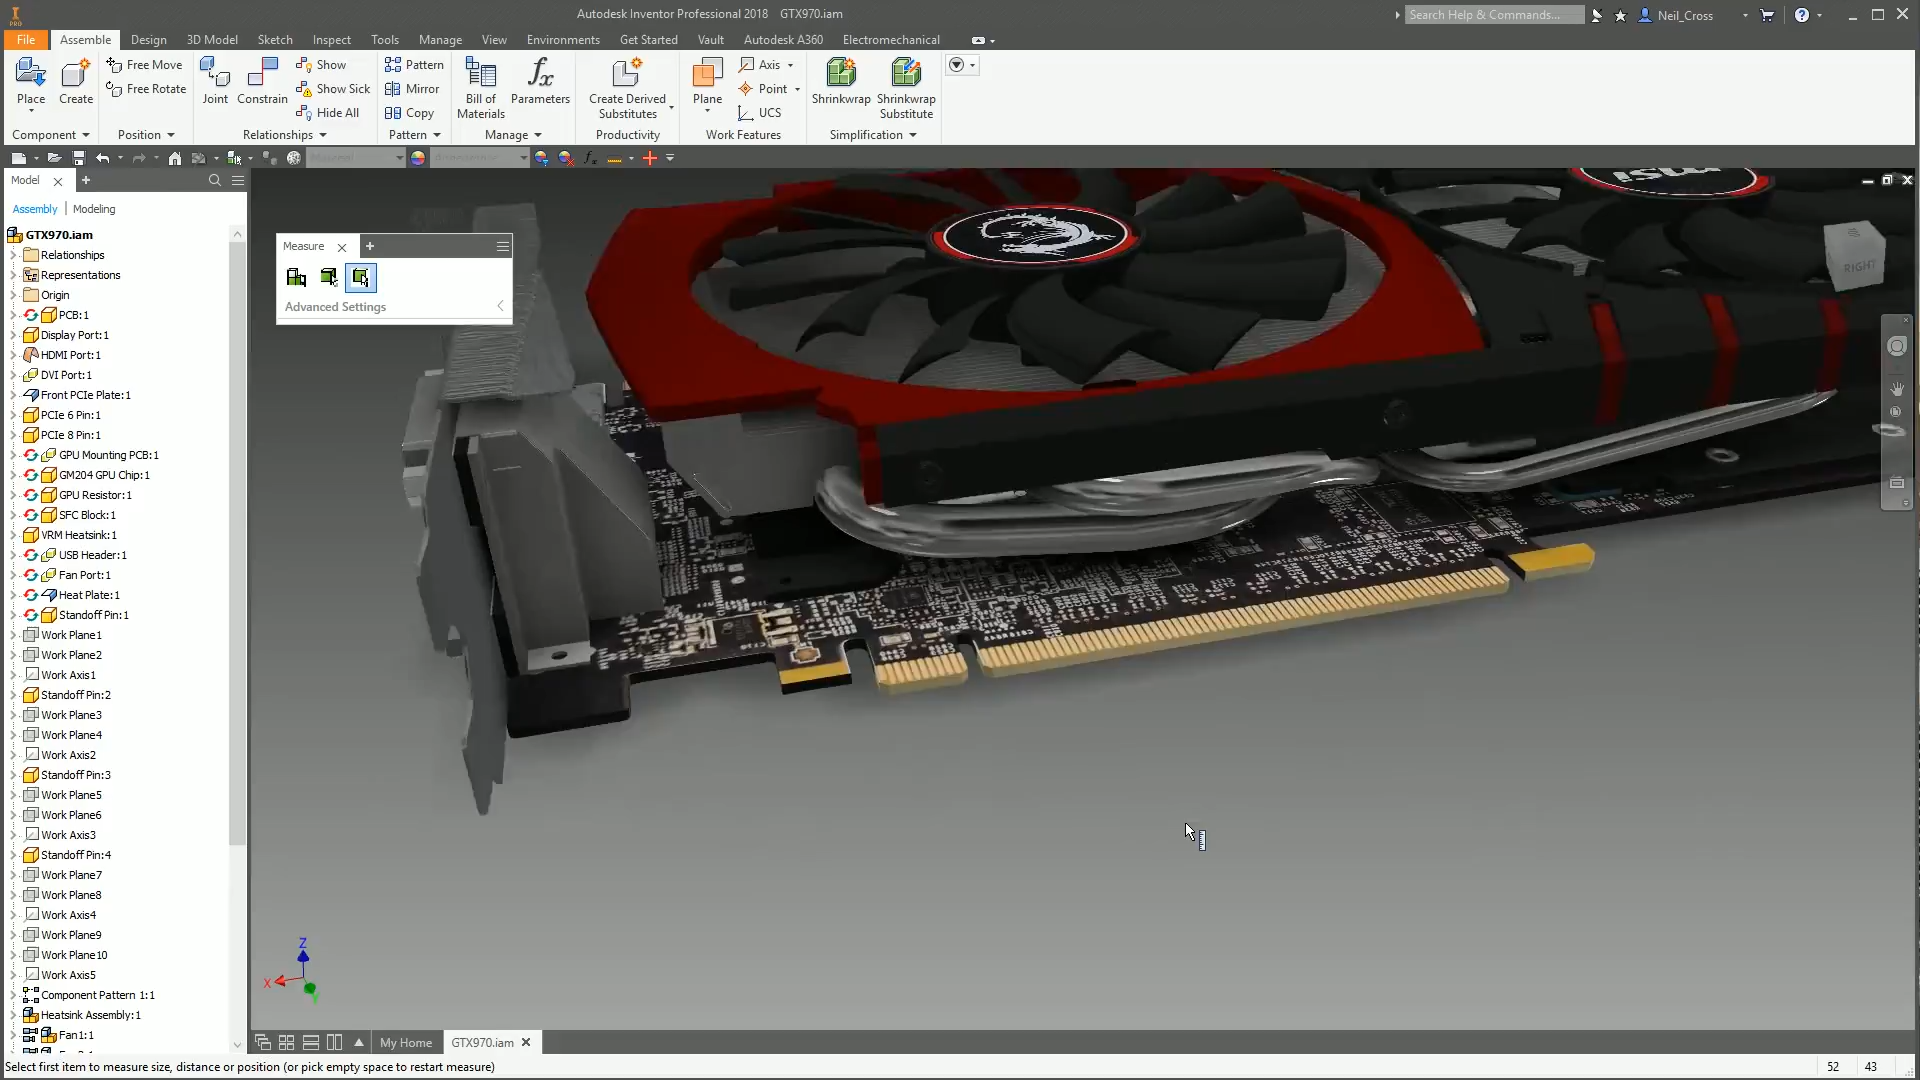 Autodesk Inventor Professional 2018 GTX970.iam
Search Help & Commands...
Neil_Cross
File Assemble Design 3D Model Sketch Inspect Tools Manage View Environments Get Started Vault Autodesk A360 Electromechanical
PRO
Place
Create
Free Move
Free Rotate
Joint
Constrain
Show
Show Sick
Hide All
Pattern
Mirror
Copy
Bill of Materials
Parameters
Create Derived Substitutes
Plane
Axis
Point
UCS
Shrinkwrap
Shrinkwrap Substitute
Component Position Relationships Pattern Manage Productivity Work Features Simplification
Model
Assembly | Modeling
GTX970.iam
Relationships
Representations
Origin
PCB:1
Display Port:1
HDMI Port:1
DVI Port:1
Front PCIe Plate:1
PCIe 6 Pin:1
PCIe 8 Pin:1
GPU Mounting PCB:1
GM204 GPU Chip:1
GPU Resistor:1
SFC Block:1
VRM Heatsink:1
USB Header:1
Fan Port:1
Heat Plate:1
Standoff Pin:1
Work Plane1
Work Plane2
Work Axis1
Standoff Pin:2
Work Plane3
Work Plane4
Work Axis2
Standoff Pin:3
Work Plane5
Work Plane6
Work Axis3
Standoff Pin:4
Work Plane7
Work Plane8
Work Axis4
Work Plane9
Work Plane10
Work Axis5
Component Pattern 1:1
Heatsink Assembly:1
Fan1:1
Measure
Advanced Settings
msi
RIGHT
Z
X
Y
My Home
GTX970.iam
Select first item to measure size, distance or position (or pick empty space to restart measure)
52 43